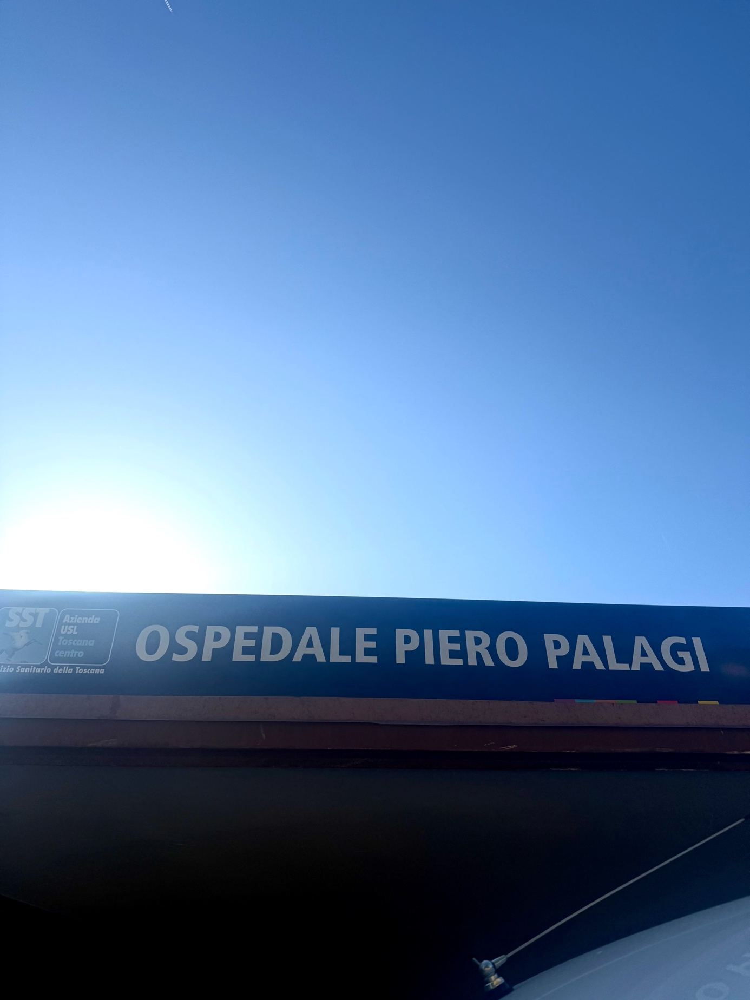 SST
Azienda
USL
Toscana
centro
izio Sanitario della Toscana
OSPEDALE PIERO PALAGI